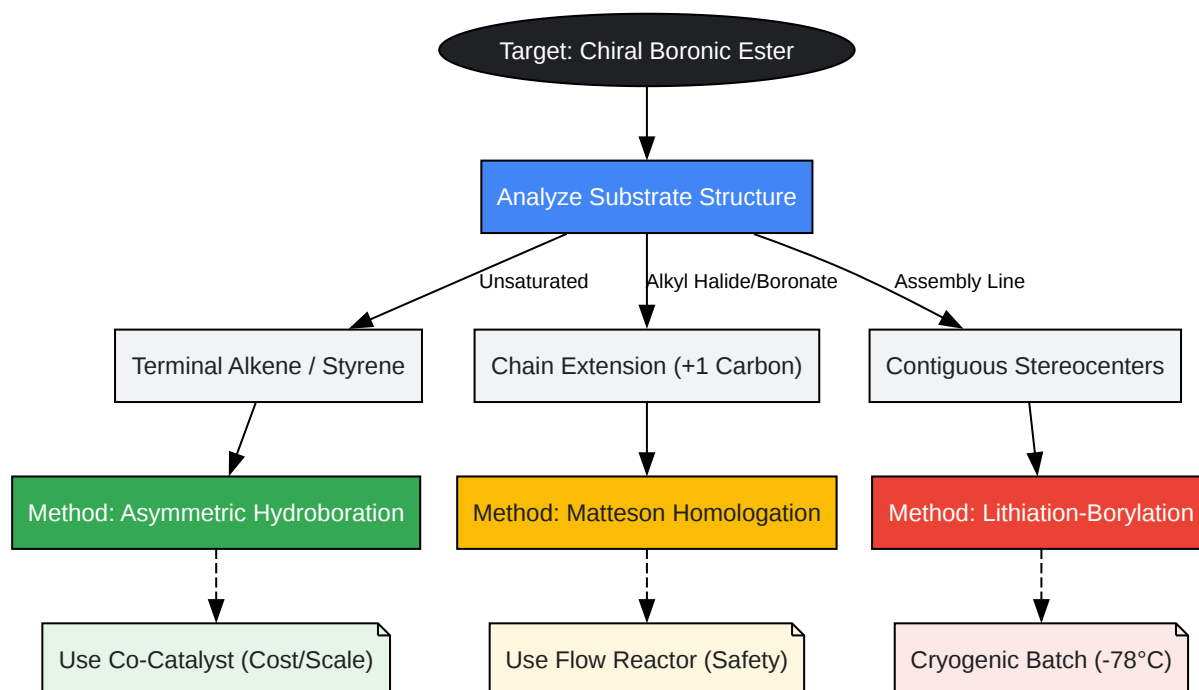 Target: Chiral Boronic Ester
Analyze Substrate Structure
Unsaturated
Alkyl Halide/Boronate
Assembly Line
Terminal Alkene / Styrene
Chain Extension (+1 Carbon)
Contiguous Stereocenters
Method: Asymmetric Hydroboration
Method: Matteson Homologation
Method: Lithiation-Borylation
Use Co-Catalyst (Cost/Scale)
Use Flow Reactor (Safety)
Cryogenic Batch (-78°C)